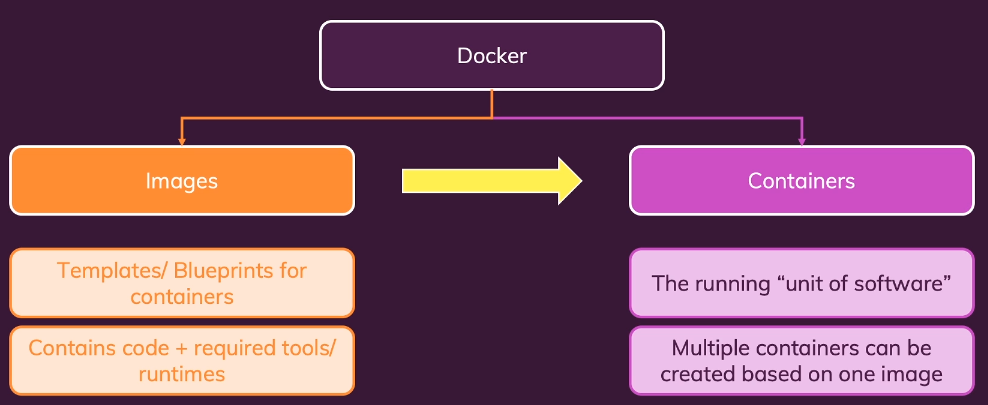 Docker
Images
Containers
Templates/ Blueprints for
containers
The running “unit of software”
Contains code + required tools/
runtimes
Multiple containers can be
created based on one image